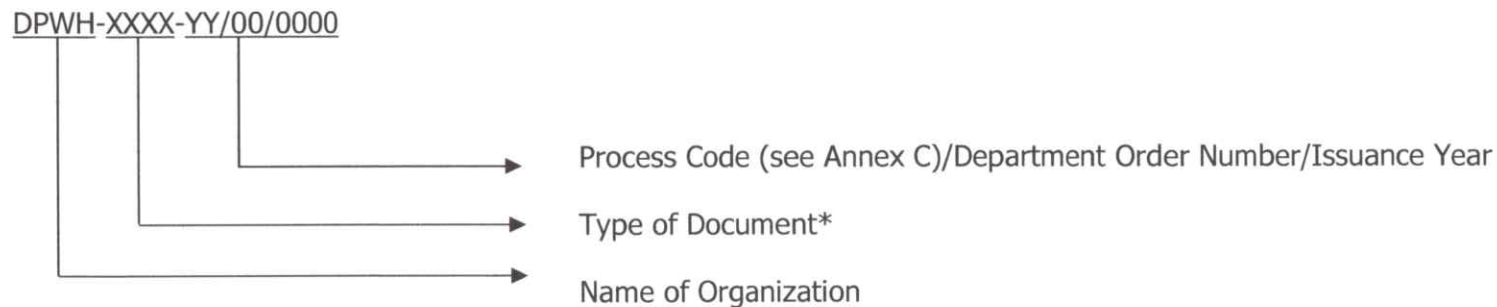 DPWH-XXXX-YY/00/0000
Process Code (see Annex C)/Department Order Number/Issuance Year
Type of Document*
Name of Organization